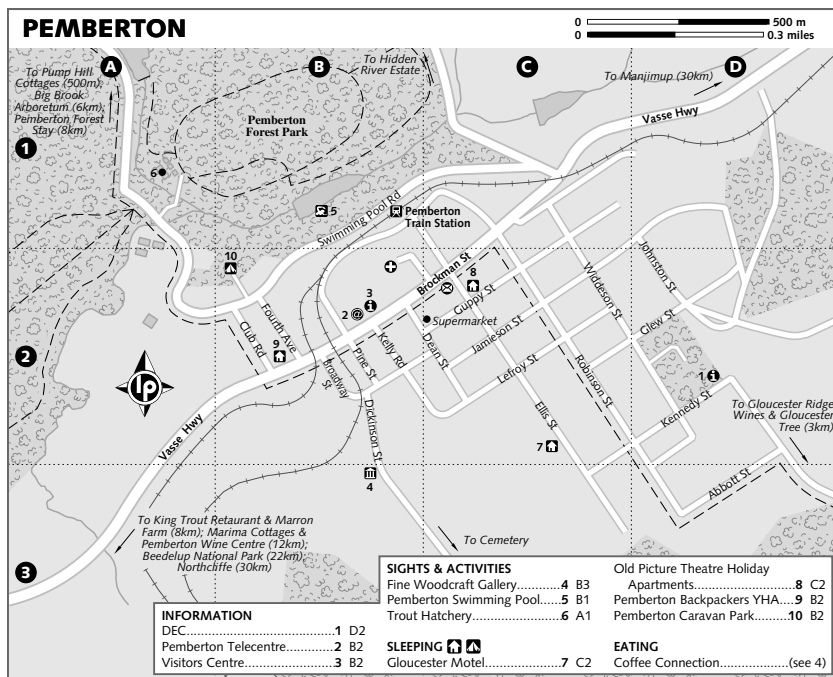 PEMBERTON
0 500 m
0 0.3 miles
A
B
C
D
1
2
3
To Pump Hill
Cottages (500m);
Big Brook
Arboretum (6km);
Pemberton Forest
Stay (8km)
To Hidden
River Estate
To Manjimup (30km)
Vasse Hwy
Pemberton
Forest Park
6
5
Swimming Pool Rd
Pemberton
Train Station
10
Brockman St
8
3
2
Guppy St
Supermarket
Jamieson St
Widdeson St
Johnston St
Glew St
Fourth Ave
Club Rd
9
Broadway
St
Pine St
Kelly Rd
Dean St
Lefroy St
Robinson St
1
Kennedy St
lp
Vasse Hwy
Dickinson St
Ellis St
7
To Gloucester Ridge
Wines & Gloucester
Tree (3km)
Abbott St
4
To King Trout Retaurant & Marron
Farm (8km); Marima Cottages &
Pemberton Wine Centre (12km);
Beedelup National Park (22km);
Northcliffe (30km)
To Cemetery
INFORMATION
DEC..................................1 D2
Pemberton Telecentre.............2 B2
Visitors Centre.......................3 B2
SIGHTS & ACTIVITIES
Fine Woodcraft Gallery............4 B3
Pemberton Swimming Pool.....5 B1
Trout Hatchery.......................6 A1
SLEEPING
Gloucester Motel....................7 C2
Old Picture Theatre Holiday
Apartments.........................8 C2
Pemberton Backpackers YHA...9 B2
Pemberton Caravan Park.......10 B2
EATING
Coffee Connection.............(see 4)